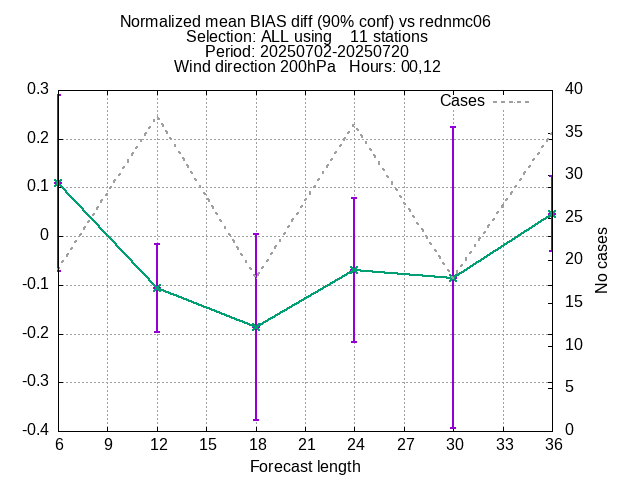 Normalized mean BIAS diff (90% conf) vs rednmc06
Selection: ALL using    11 stations
Period: 20250702-20250720
Wind direction 200hPa   Hours: 00,12
Cases
0.3
0.2
0.1
0
-0.1
-0.2
-0.3
-0.4
40
35
30
25
20
15
10
5
0
No cases
6 9 12 15 18 21 24 27 30 33 36
Forecast length